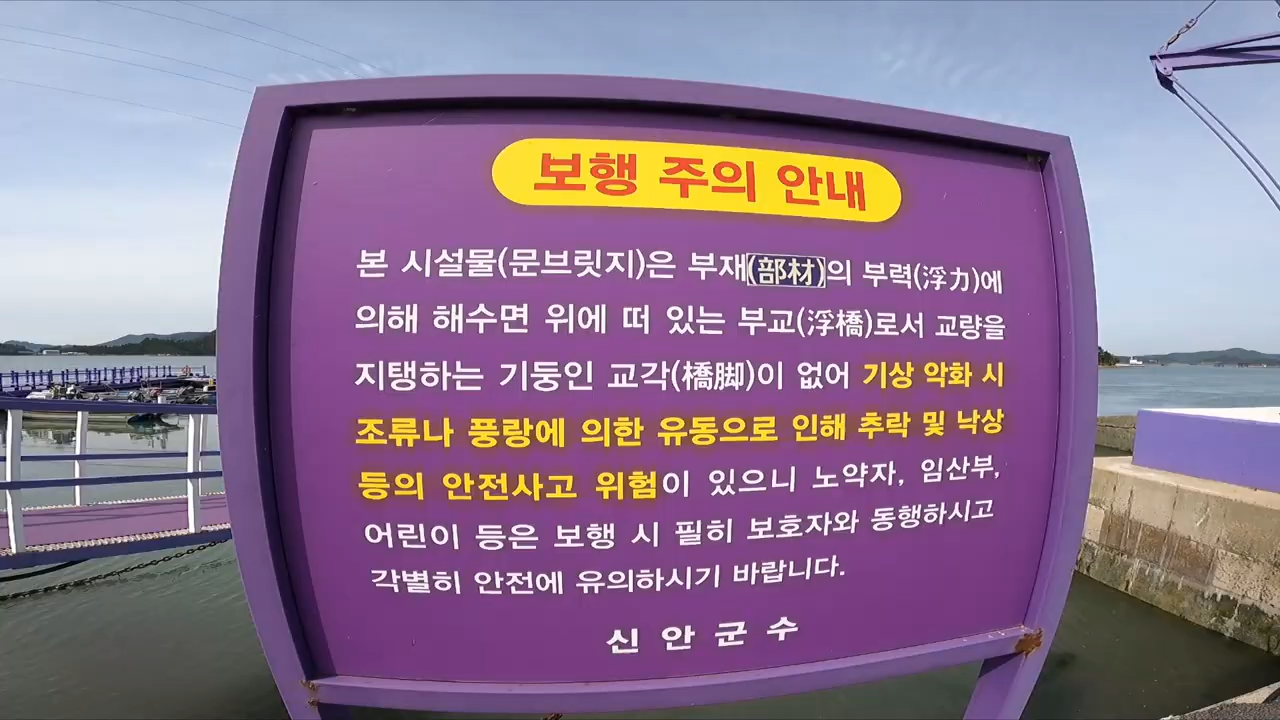 보행 주의 안내
본 시설물(문브릿지)은 부재(部材)의 부력(浮力)에
의해 해수면 위에 떠 있는 부교(浮橋)로서 교량을
지탱하는 기둥인 교각(橋脚)이 없어 기상 악화 시
조류나 풍랑에 의한 유동으로 인해 추락 및 낙상
등의 안전사고 위험이 있으니 노약자, 임산부,
어린이 등은 보행 시 필히 보호자와 동행하시고
각별히 안전에 유의하시기 바랍니다.
신안군수